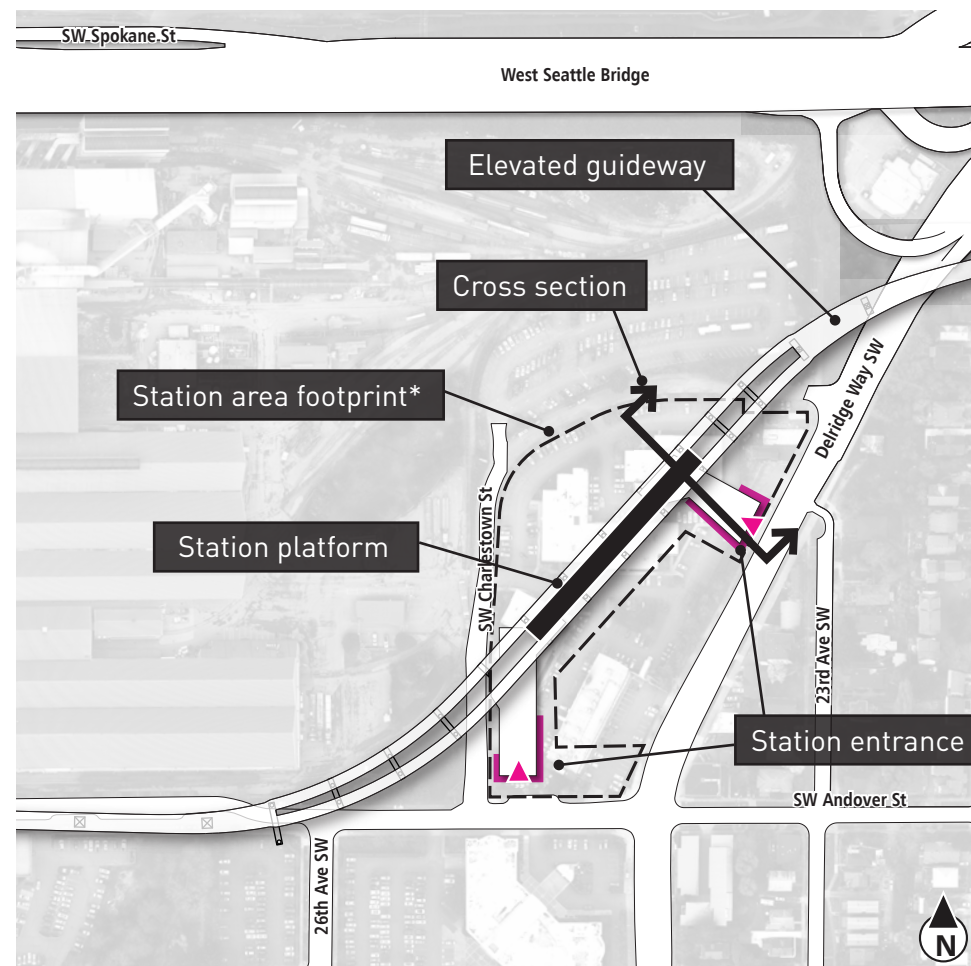 SW Spokane St
West Seattle Bridge
Elevated guideway
Cross section
Delridge Way SW
Station area footprint*
SW Charlestown St
Station platform
23rd Ave SW
Station entrance
SW Andover St
26th Ave SW
N